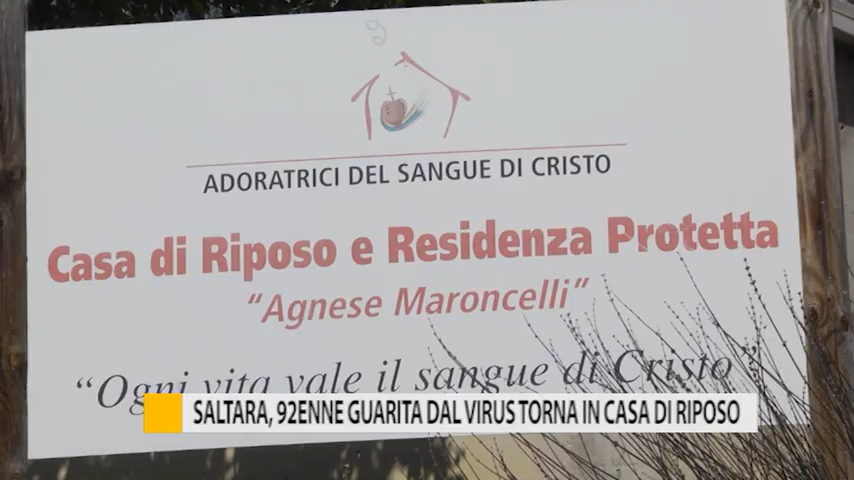 ADORATRICI DEL SANGUE DI CRISTO
Casa di Riposo e Residenza Protetta
“Agnese Maroncelli”
“Ogni vita vale il sangue di Cristo”
SALTARA, 92ENNE GUARITA DAL VIRUS TORNA IN CASA DI RIPOSO